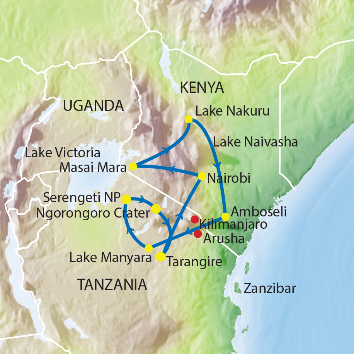 KENYA
UGANDA
Lake Nakuru
Lake Naivasha
Lake Victoria
Masai Mara
Nairobi
Serengeti NP
Ngorongoro Crater
Amboseli
Kilimanjaro
Arusha
Lake Manyara
Tarangire
TANZANIA
Zanzibar